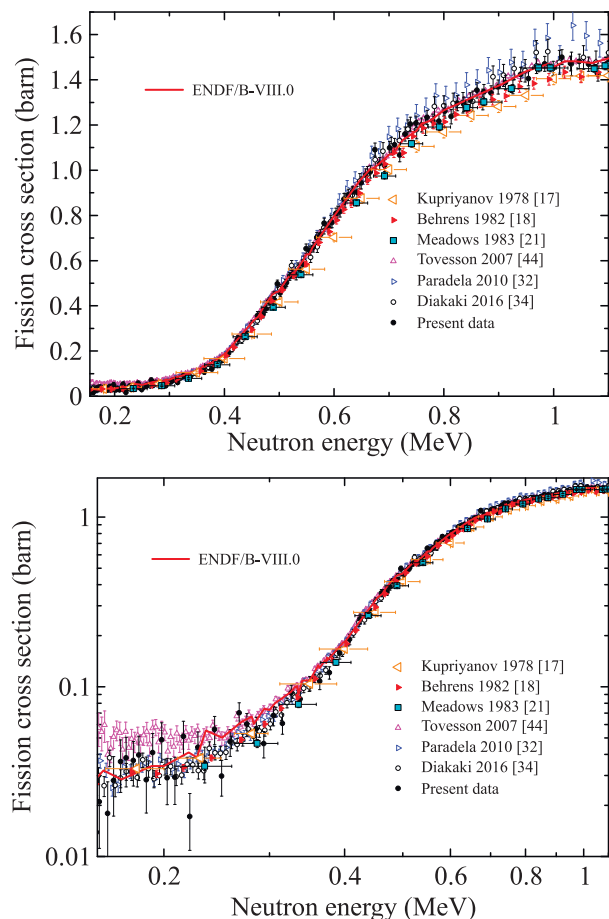 1.6
1.4
1.2
1.0
0.8
0.6
0.4
0.2
0
Fission cross section (barn)
ENDF/B-VIII.0
Kupriyanov 1978 [17]
Behrens 1982 [18]
Meadows 1983 [21]
Tovesson 2007 [44]
Paradela 2010 [32]
Diakaki 2016 [34]
Present data
0.2 0.4 0.6 0.8 1
Neutron energy (MeV)
1
0.1
0.01
Fission cross section (barn)
ENDF/B-VIII.0
Kupriyanov 1978 [17]
Behrens 1982 [18]
Meadows 1983 [21]
Tovesson 2007 [44]
Paradela 2010 [32]
Diakaki 2016 [34]
Present data
0.2 0.4 0.6 0.8 1
Neutron energy (MeV)